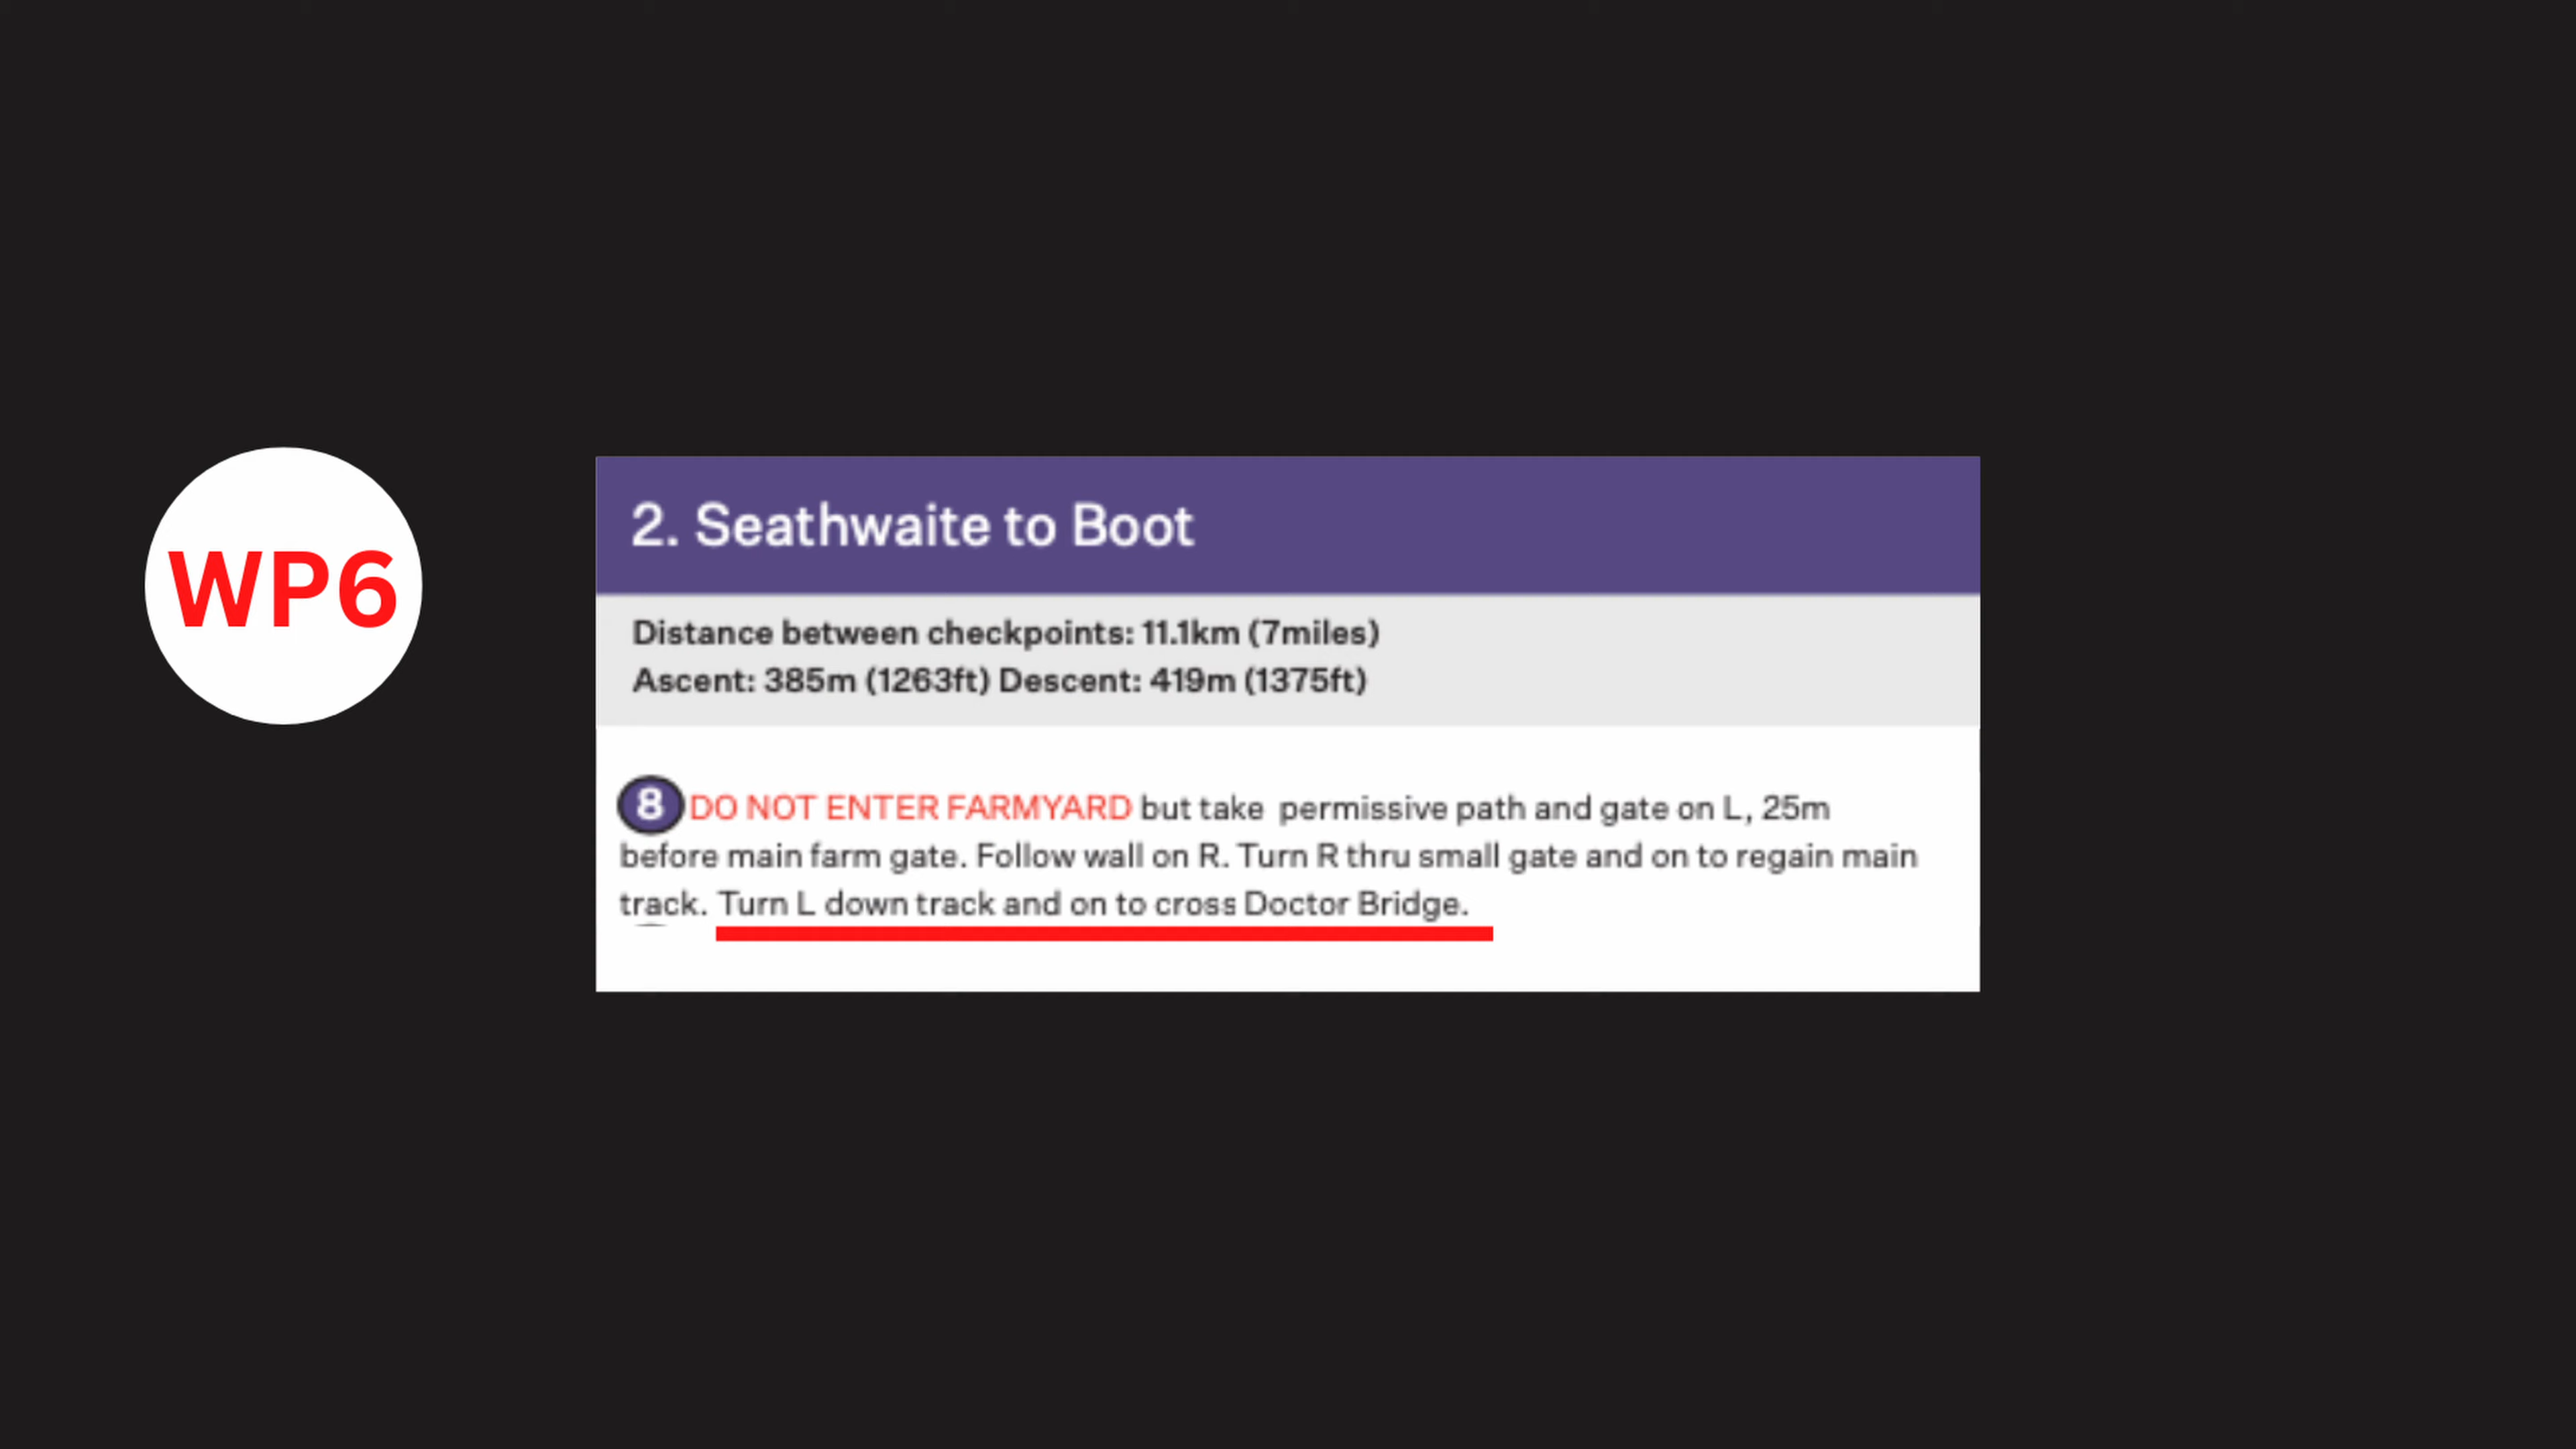 WP6
2. Seathwaite to Boot
Distance between checkpoints: 11.1km (7miles)
Ascent: 385m (1263ft) Descent: 419m (1375ft)
8 DO NOT ENTER FARMYARD but take permissive path and gate on L, 25m
before main farm gate. Follow wall on R. Turn R thru small gate and on to regain main
track. Turn L down track and on to cross Doctor Bridge.